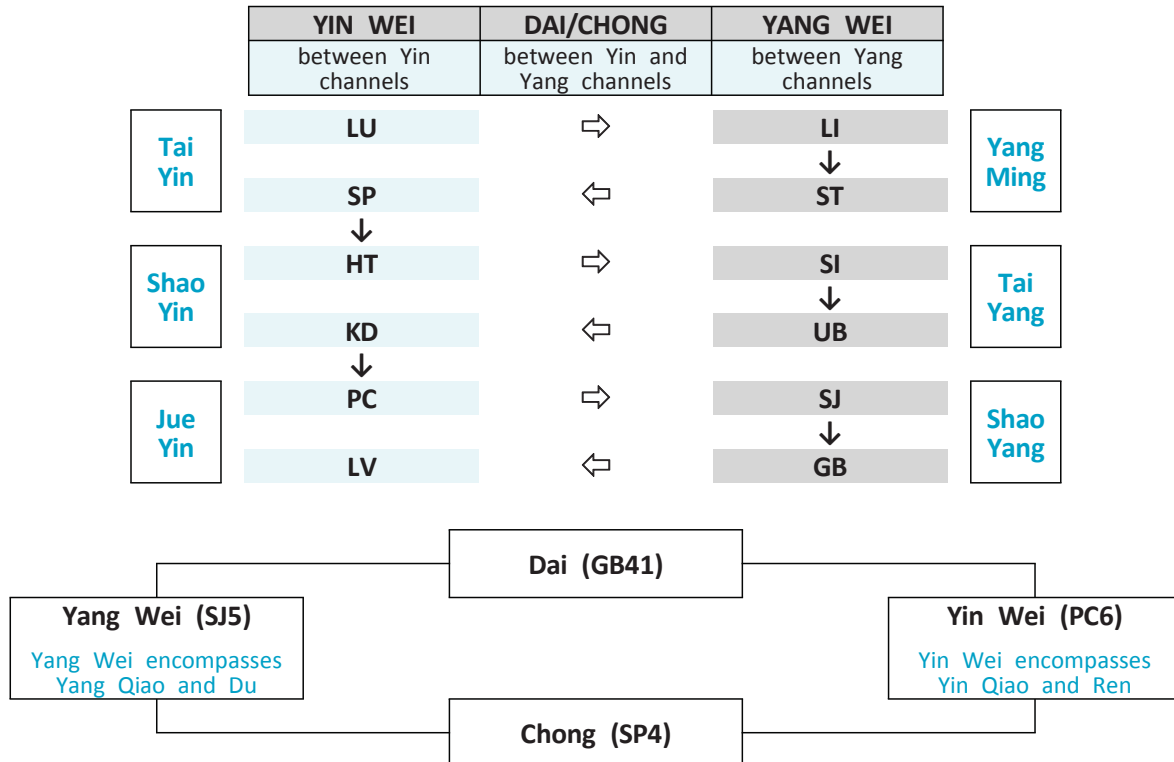 YIN WEI DAI/CHONG YANG WEI
between Yin channels between Yin and Yang channels between Yang channels
Tai Yin
LU ⇨ LI
↓
Yang Ming
SP ⇦ ST
↓
Shao Yin
HT ⇨ SI
↓
Tai Yang
KD ⇦ UB
↓
Jue Yin
PC ⇨ SJ
↓
Shao Yang
LV ⇦ GB
Dai (GB41)
Yang Wei (SJ5)
Yang Wei encompasses
Yang Qiao and Du
Yin Wei (PC6)
Yin Wei encompasses
Yin Qiao and Ren
Chong (SP4)